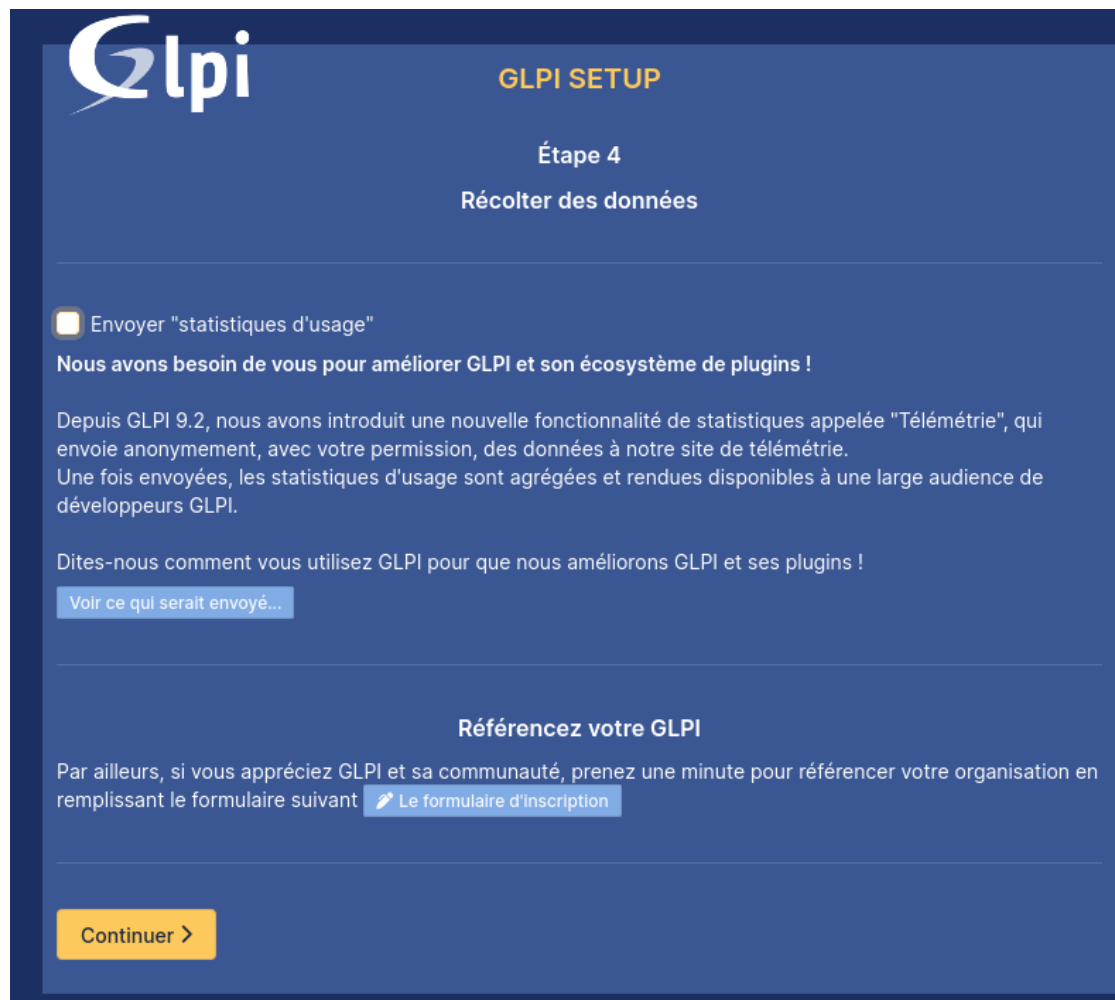 Glpi
GLPI SETUP
Étape 4
Récolter des données
Envoyer "statistiques d'usage"
Nous avons besoin de vous pour améliorer GLPI et son écosystème de plugins !
Depuis GLPI 9.2, nous avons introduit une nouvelle fonctionnalité de statistiques appelée "Télémétrie", qui
envoie anonymement, avec votre permission, des données à notre site de télémétrie.
Une fois envoyées, les statistiques d'usage sont agrégées et rendues disponibles à une large audience de
développeurs GLPI.
Dites-nous comment vous utilisez GLPI pour que nous améliorons GLPI et ses plugins !
Voir ce qui serait envoyé...
Référencez votre GLPI
Par ailleurs, si vous appréciez GLPI et sa communauté, prenez une minute pour référencer votre organisation en
remplissant le formulaire suivant Le formulaire d'inscription
Continuer